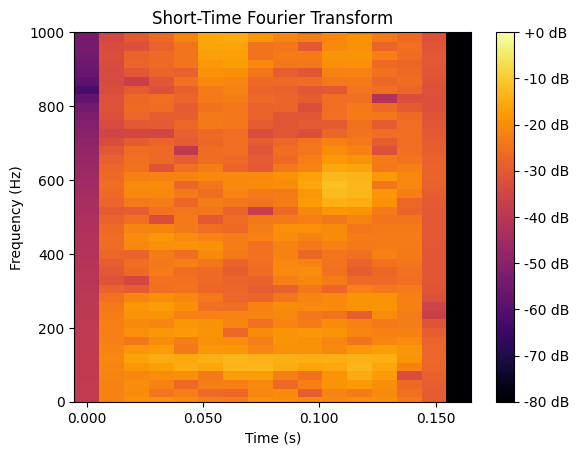 Short-Time Fourier Transform
1000
800
600
400
200
0
Frequency (Hz)
0.000
0.050
0.100
0.150
Time (s)
+0 dB
-10 dB
-20 dB
-30 dB
-40 dB
-50 dB
-60 dB
-70 dB
-80 dB